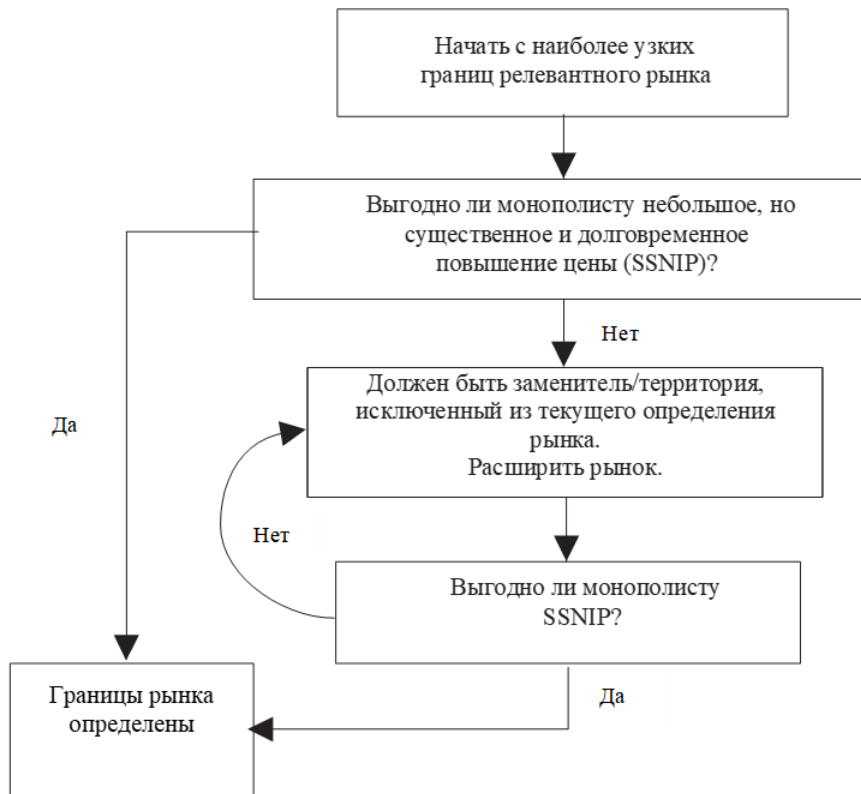 Начать с наиболее узких
границ релевантного рынка
Выгодно ли монополисту небольшое, но
существенное и долговременное
повышение цены (SSNIP)?
Нет
Должен быть заменитель/территория,
исключенный из текущего определения
рынка.
Расширить рынок.
Да
Нет
Выгодно ли монополисту
SSNIP?
Да
Границы рынка
определены